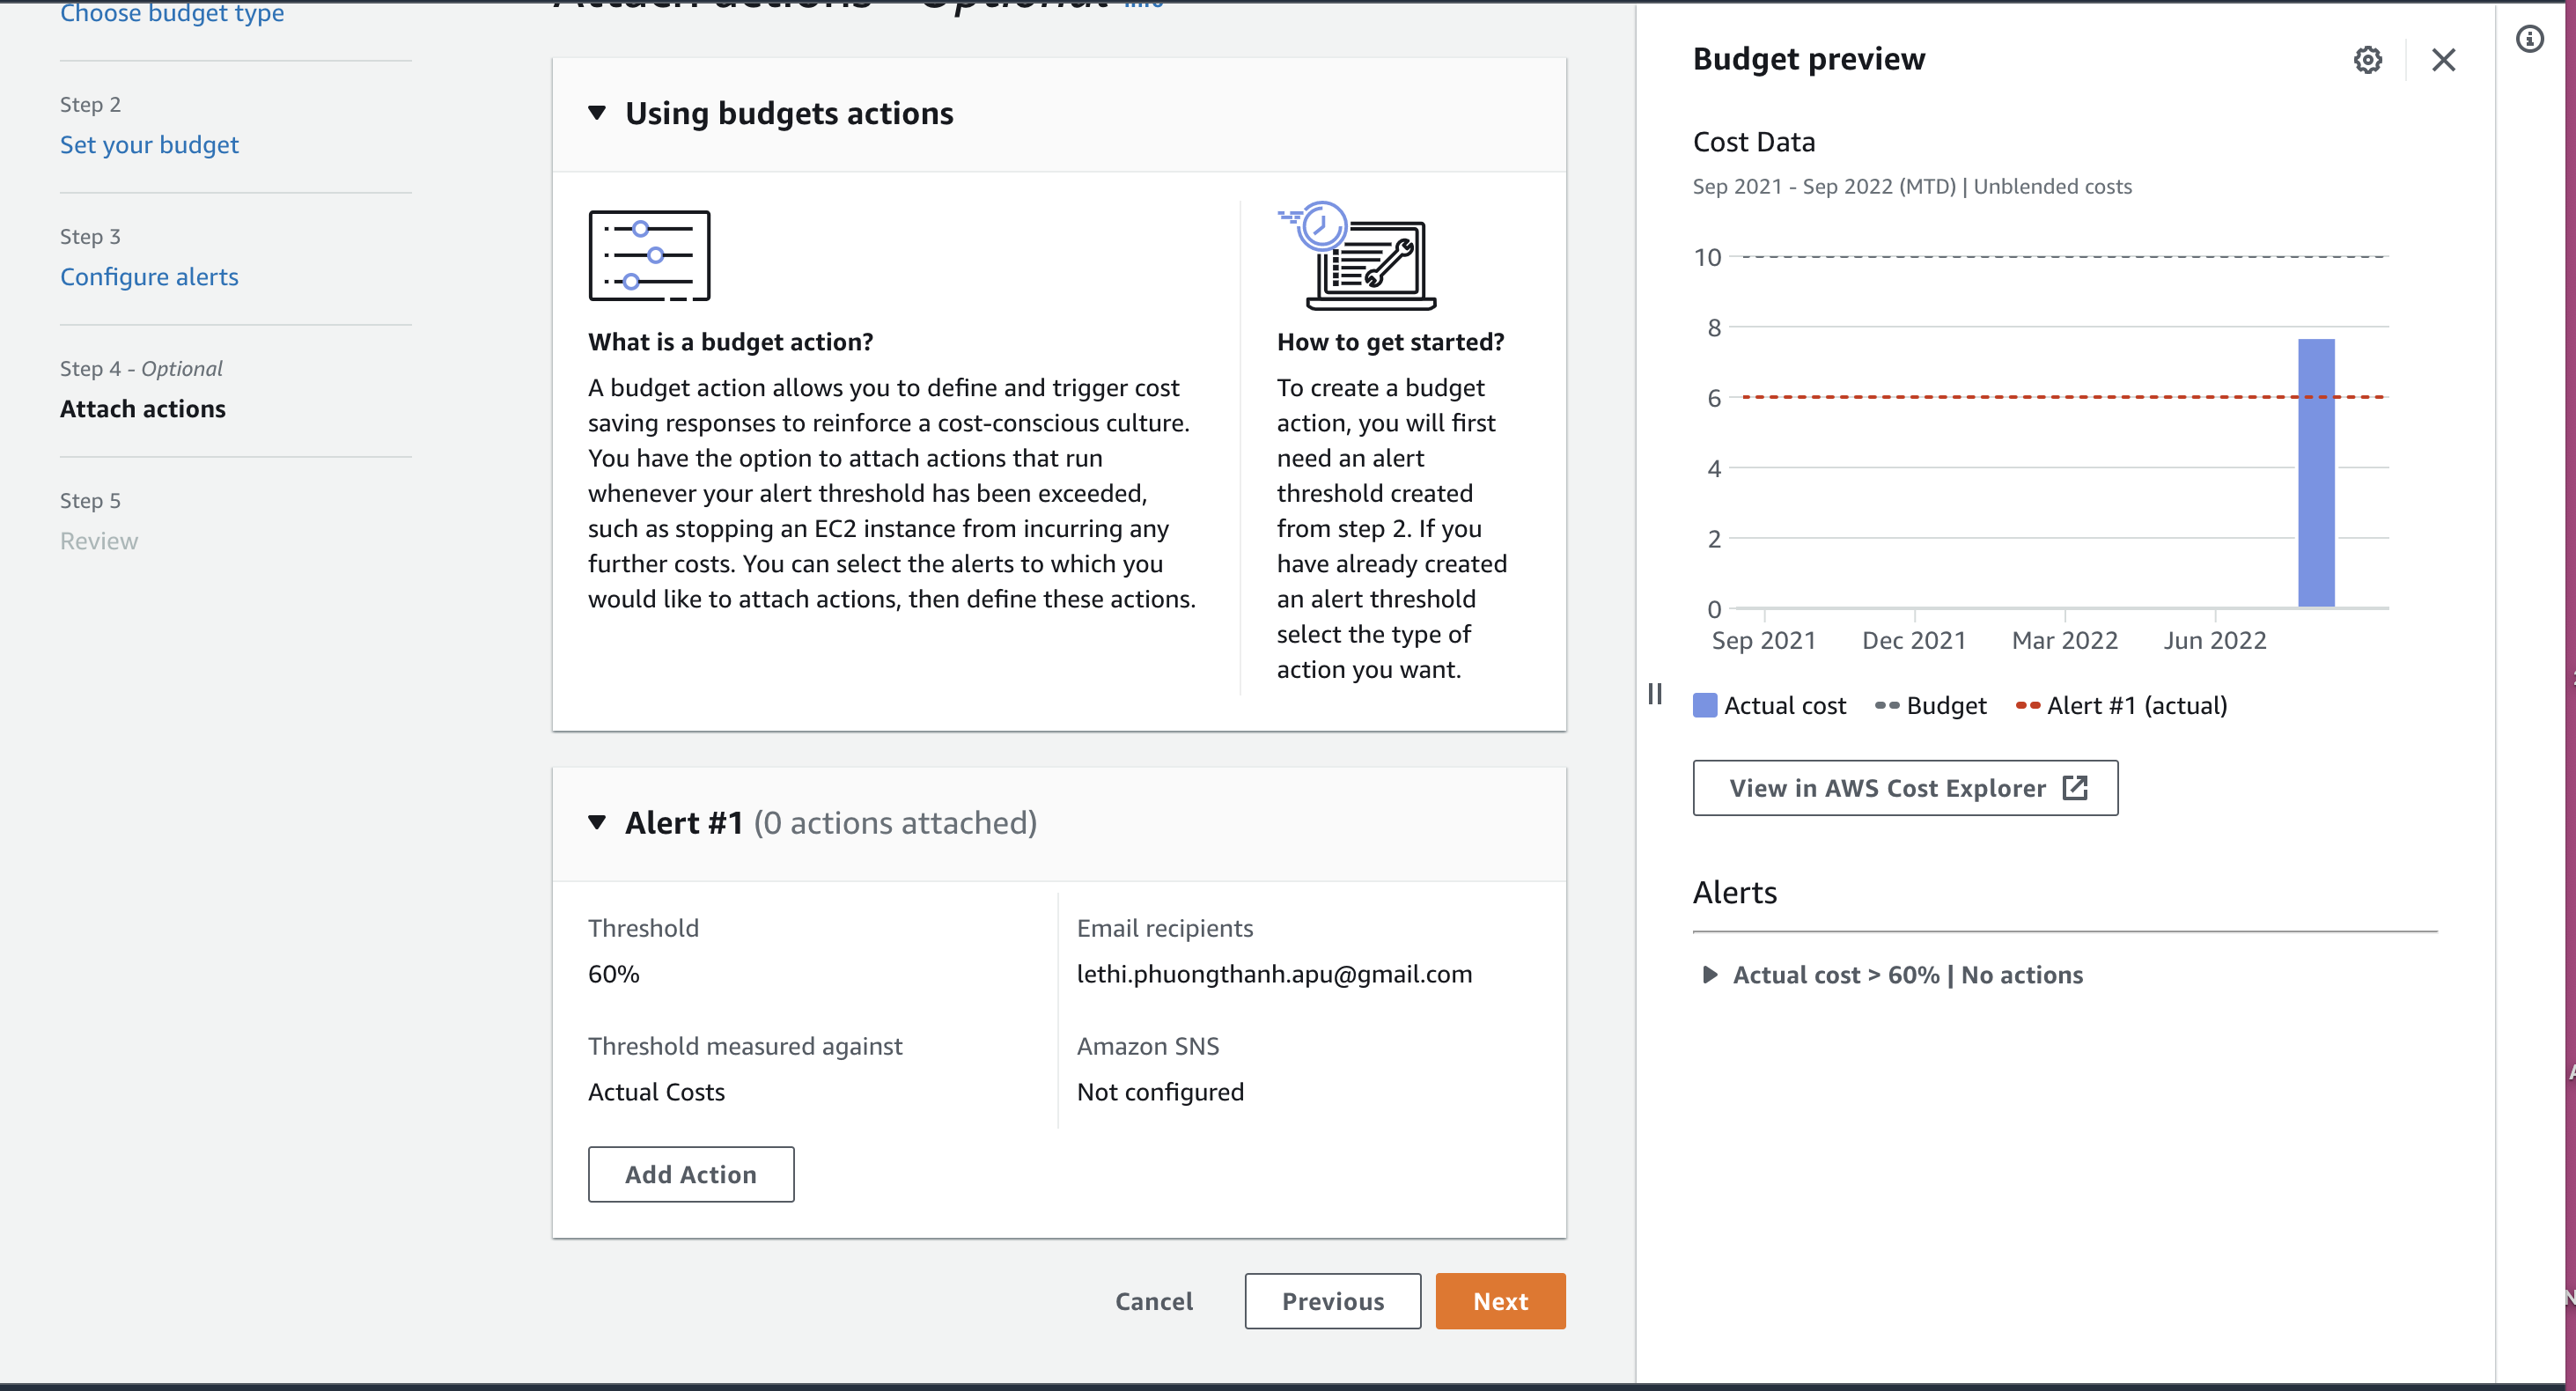 Choose budget type
Step 2
Set your budget
Step 3
Configure alerts
Step 4 - Optional
Attach actions
Step 5
Review
Attach actions - Optional Info
Using budgets actions
What is a budget action?
A budget action allows you to define and trigger cost
saving responses to reinforce a cost-conscious culture.
You have the option to attach actions that run
whenever your alert threshold has been exceeded,
such as stopping an EC2 instance from incurring any
further costs. You can select the alerts to which you
would like to attach actions, then define these actions.
How to get started?
To create a budget
action, you will first
need an alert
threshold created
from step 2. If you
have already created
an alert threshold
select the type of
action you want.
Alert #1 (0 actions attached)
Threshold
60%
Threshold measured against
Actual Costs
Email recipients
lethi.phuongthanh.apu@gmail.com
Amazon SNS
Not configured
Add Action
Cancel
Previous
Next
Budget preview
Cost Data
Sep 2021 - Sep 2022 (MTD) | Unblended costs
10
8
6
4
2
0
Sep 2021 Dec 2021 Mar 2022 Jun 2022
Actual cost Budget Alert #1 (actual)
View in AWS Cost Explorer
Alerts
Actual cost > 60% | No actions